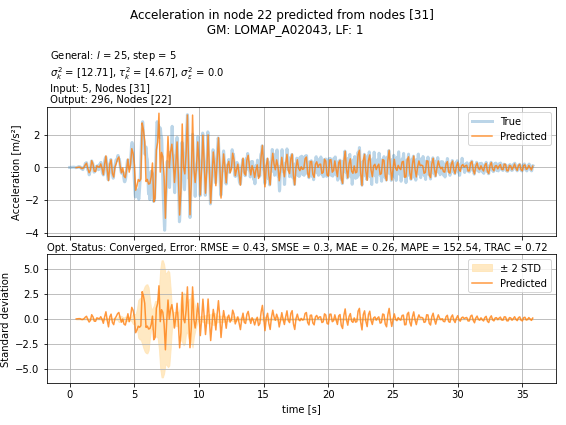 Acceleration in node 22 predicted from nodes [31]
GM: LOMAP_A02043, LF: 1
General: l = 25, step = 5
σ²ₖ = [12.71], τ²ₖ = [4.67], σ²ε = 0.0
Input: 5, Nodes [31]
Output: 296, Nodes [22]
Acceleration [m/s²]
2
0
−2
−4
True
Predicted
Opt. Status: Converged, Error: RMSE = 0.43, SMSE = 0.3, MAE = 0.26, MAPE = 152.54, TRAC = 0.72
Standard deviation
5.0
2.5
0.0
−2.5
−5.0
± 2 STD
Predicted
0 5 10 15 20 25 30 35
time [s]